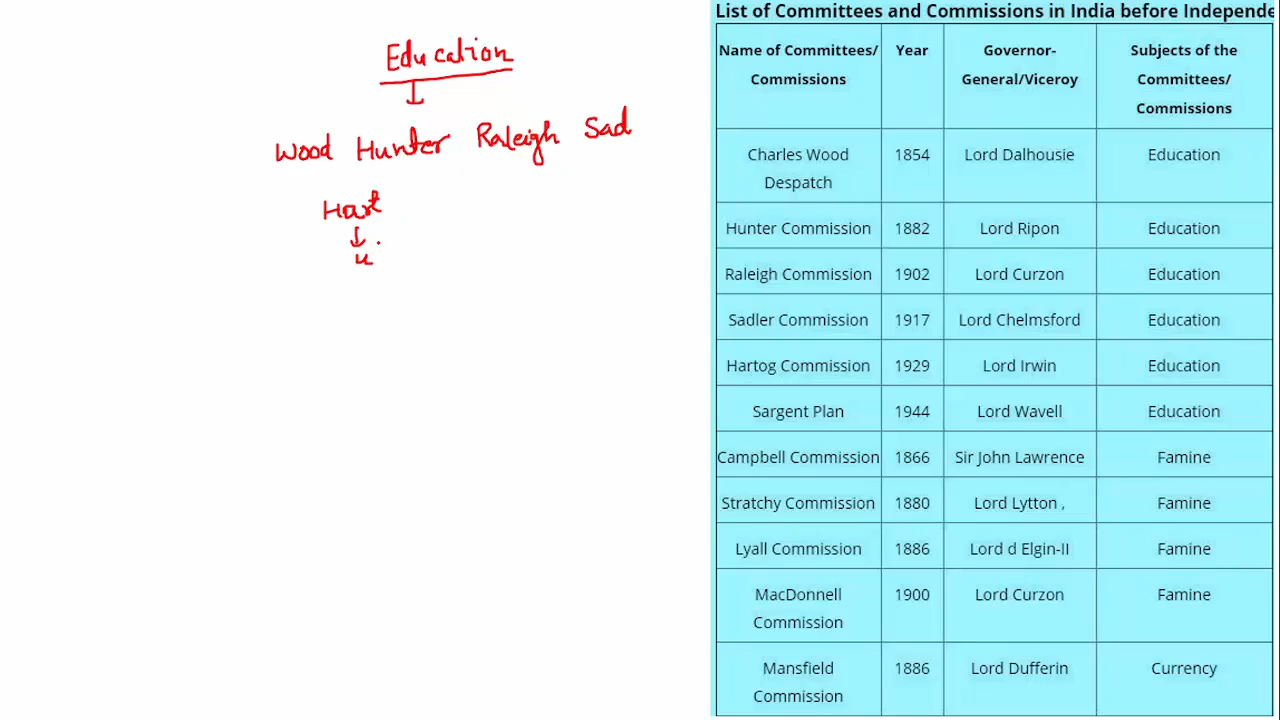 Education
Wood Hunter Raleigh Sad
Hart
u
List of Committees and Commissions in India before Independe
Name of Committees/ Commissions Year Governor-General/Viceroy Subjects of the Committees/ Commissions
Charles Wood Despatch 1854 Lord Dalhousie Education
Hunter Commission 1882 Lord Ripon Education
Raleigh Commission 1902 Lord Curzon Education
Sadler Commission 1917 Lord Chelmsford Education
Hartog Commission 1929 Lord Irwin Education
Sargent Plan 1944 Lord Wavell Education
Campbell Commission 1866 Sir John Lawrence Famine
Stratchy Commission 1880 Lord Lytton , Famine
Lyall Commission 1886 Lord d Elgin-II Famine
MacDonnell Commission 1900 Lord Curzon Famine
Mansfield Commission 1886 Lord Dufferin Currency